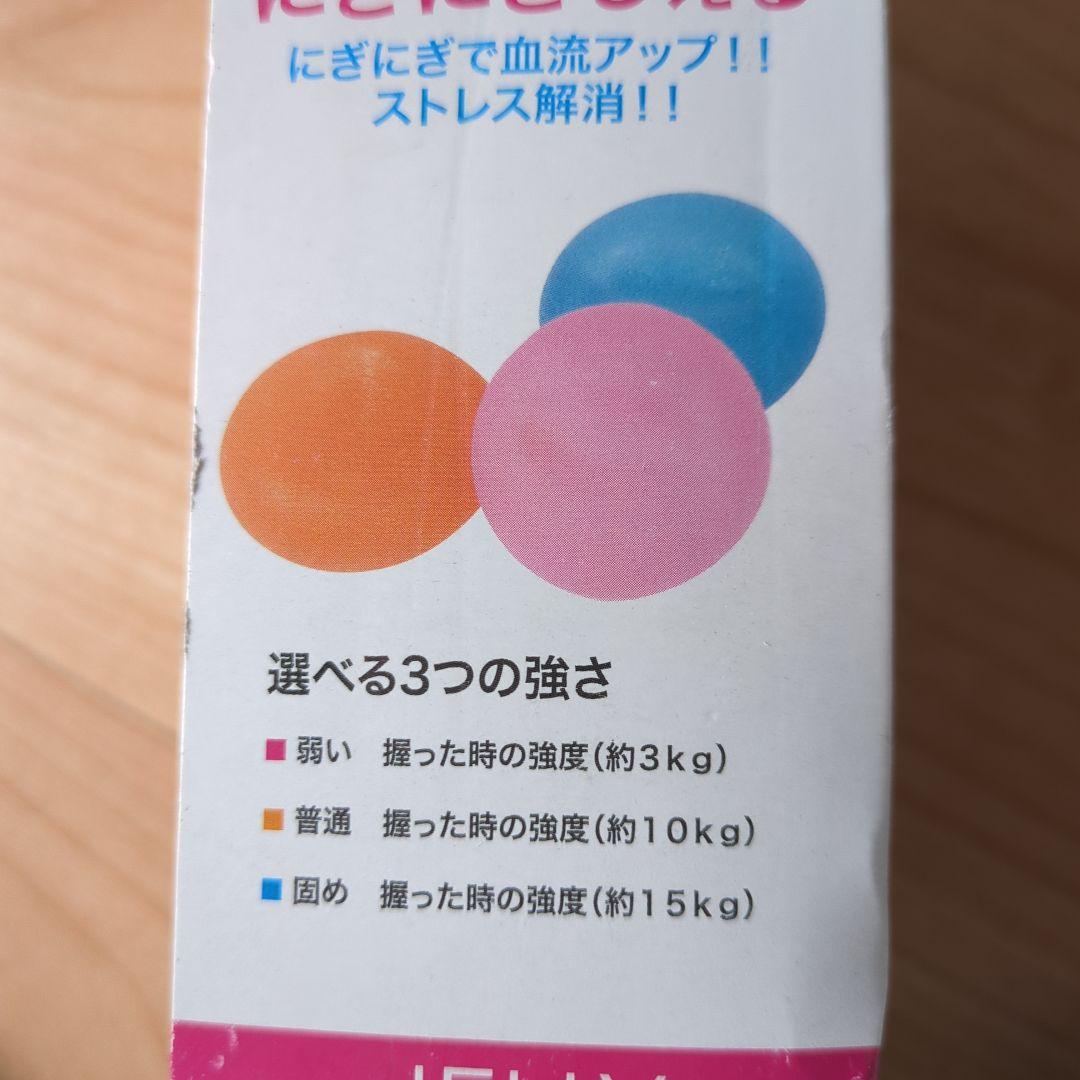 にぎにぎで血流アップ!!
ストレス解消!!
選べる3つの強さ
■弱い 握った時の強度(約3kg)
■普通 握った時の強度(約10kg)
■固め 握った時の強度(約15kg)